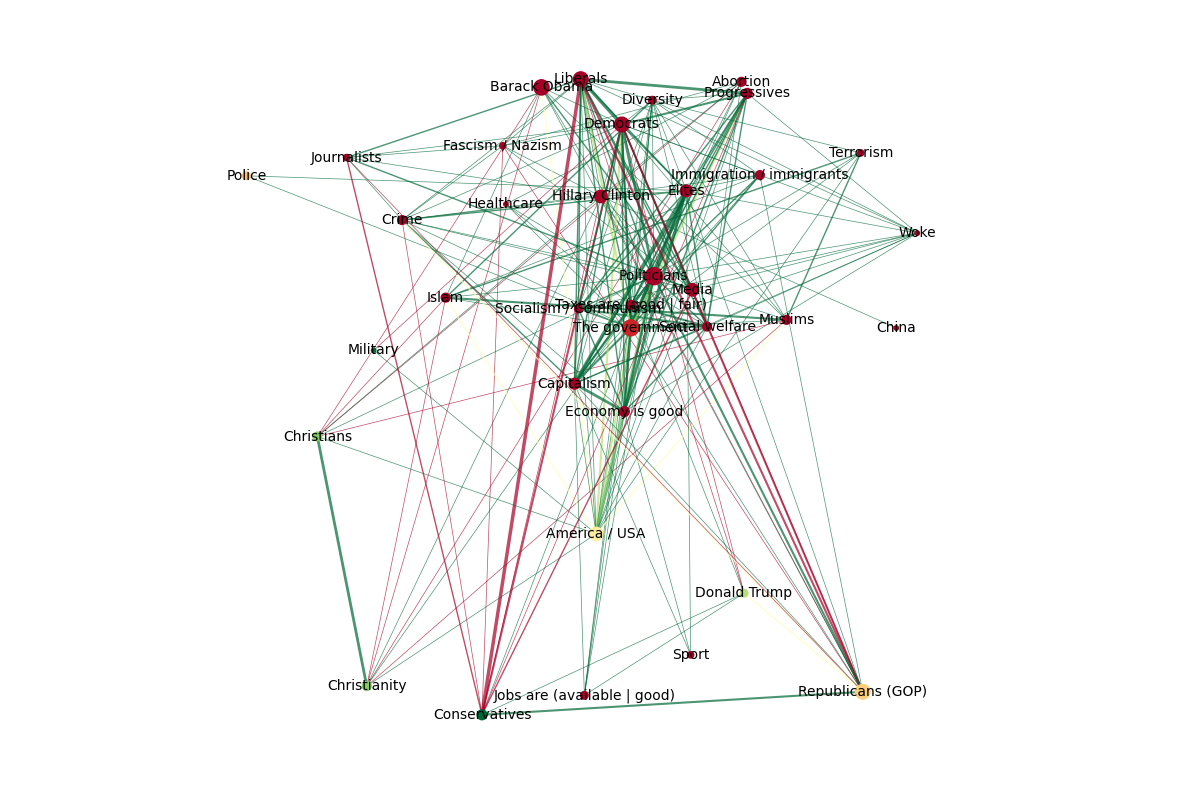 Liberals
Abortion
Barack Obama
Progressives
Diversity
Democrats
Fascism / Nazism
Terrorism
Journalists
Immigration / immigrants
Police
Elites
Hillary Clinton
Healthcare
Crime
Woke
Politicians
Media
Islam
Taxes are (good | fair)
Socialism / Communism
Muslims
The government
Social welfare
China
Military
Capitalism
Economy is good
Christians
America / USA
Donald Trump
Sport
Christianity
Republicans (GOP)
Jobs are (available | good)
Conservatives